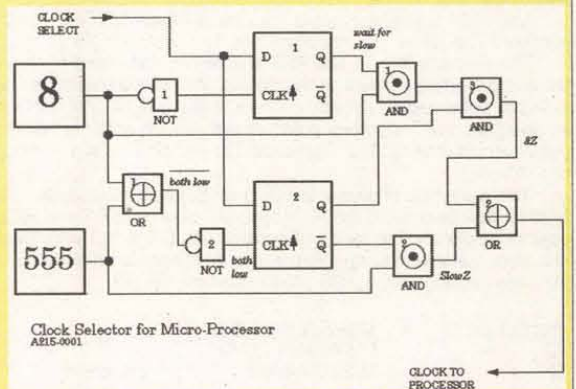 CLOCK
SELECT
wait for
slow
8
1
NOT
D 1 Q
CLK Q
1
AND
3
AND
8Z
both low
1
OR
2
NOT
both
low
D 2 Q
CLK Q
2
AND
SlowZ
2
OR
555
Clock Selector for Micro-Processor
A215-0001
CLOCK TO
PROCESSOR